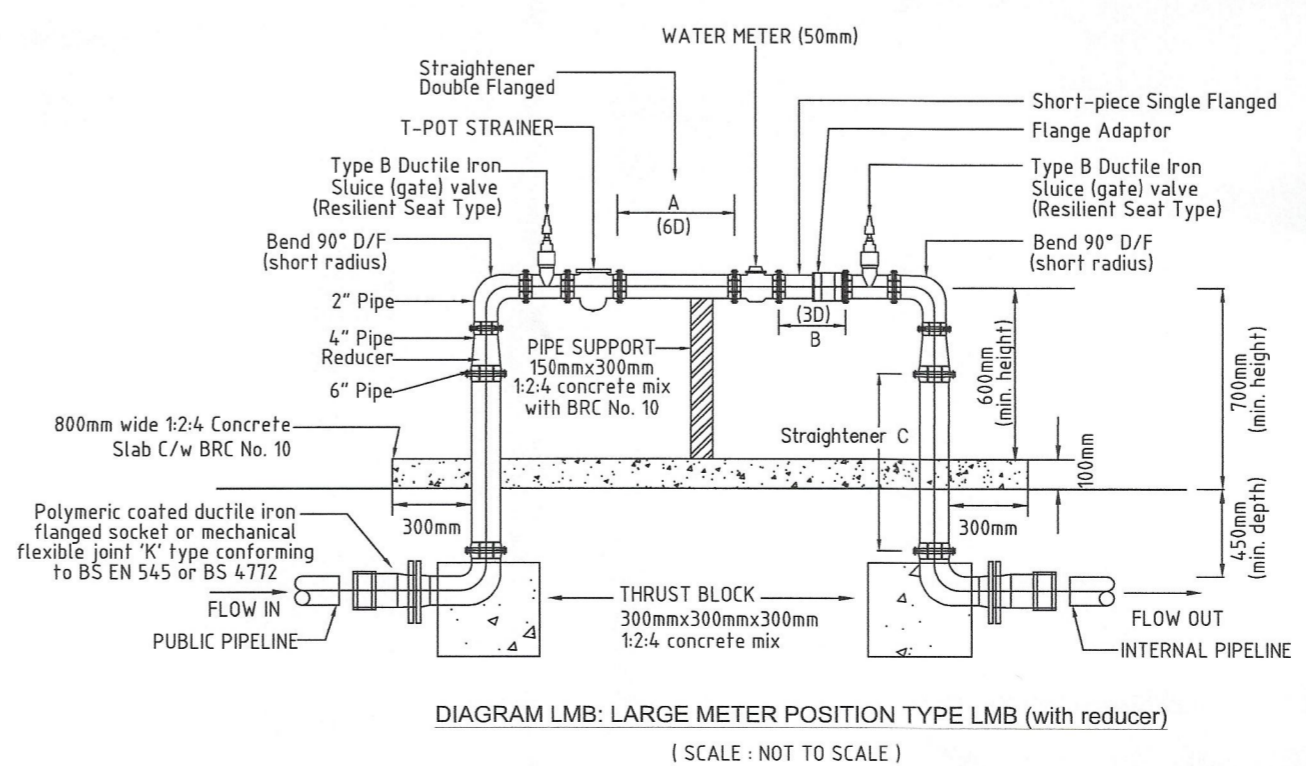 WATER METER (50mm)
Straightener
Double Flanged
T-POT STRAINER
Type B Ductile Iron
Sluice (gate) valve
(Resilient Seat Type)
Bend 90° D/F
(short radius)
2" Pipe
4" Pipe
Reducer
6" Pipe
800mm wide 1:2:4 Concrete
Slab C/w BRC No. 10
Polymeric coated ductile iron
flanged socket or mechanical
flexible joint 'K' type conforming
to BS EN 545 or BS 4772
FLOW IN
PUBLIC PIPELINE
300mm
A
(6D)
PIPE SUPPORT
150mmx300mm
1:2:4 concrete mix
with BRC No. 10
(3D)
B
Straightener C
THRUST BLOCK
300mmx300mmx300mm
1:2:4 concrete mix
Short-piece Single Flanged
Flange Adaptor
Type B Ductile Iron
Sluice (gate) valve
(Resilient Seat Type)
Bend 90° D/F
(short radius)
600mm
(min. height)
700mm
(min. height)
100mm
300mm
450mm
(min. depth)
FLOW OUT
INTERNAL PIPELINE
DIAGRAM LMB: LARGE METER POSITION TYPE LMB (with reducer)
( SCALE : NOT TO SCALE )